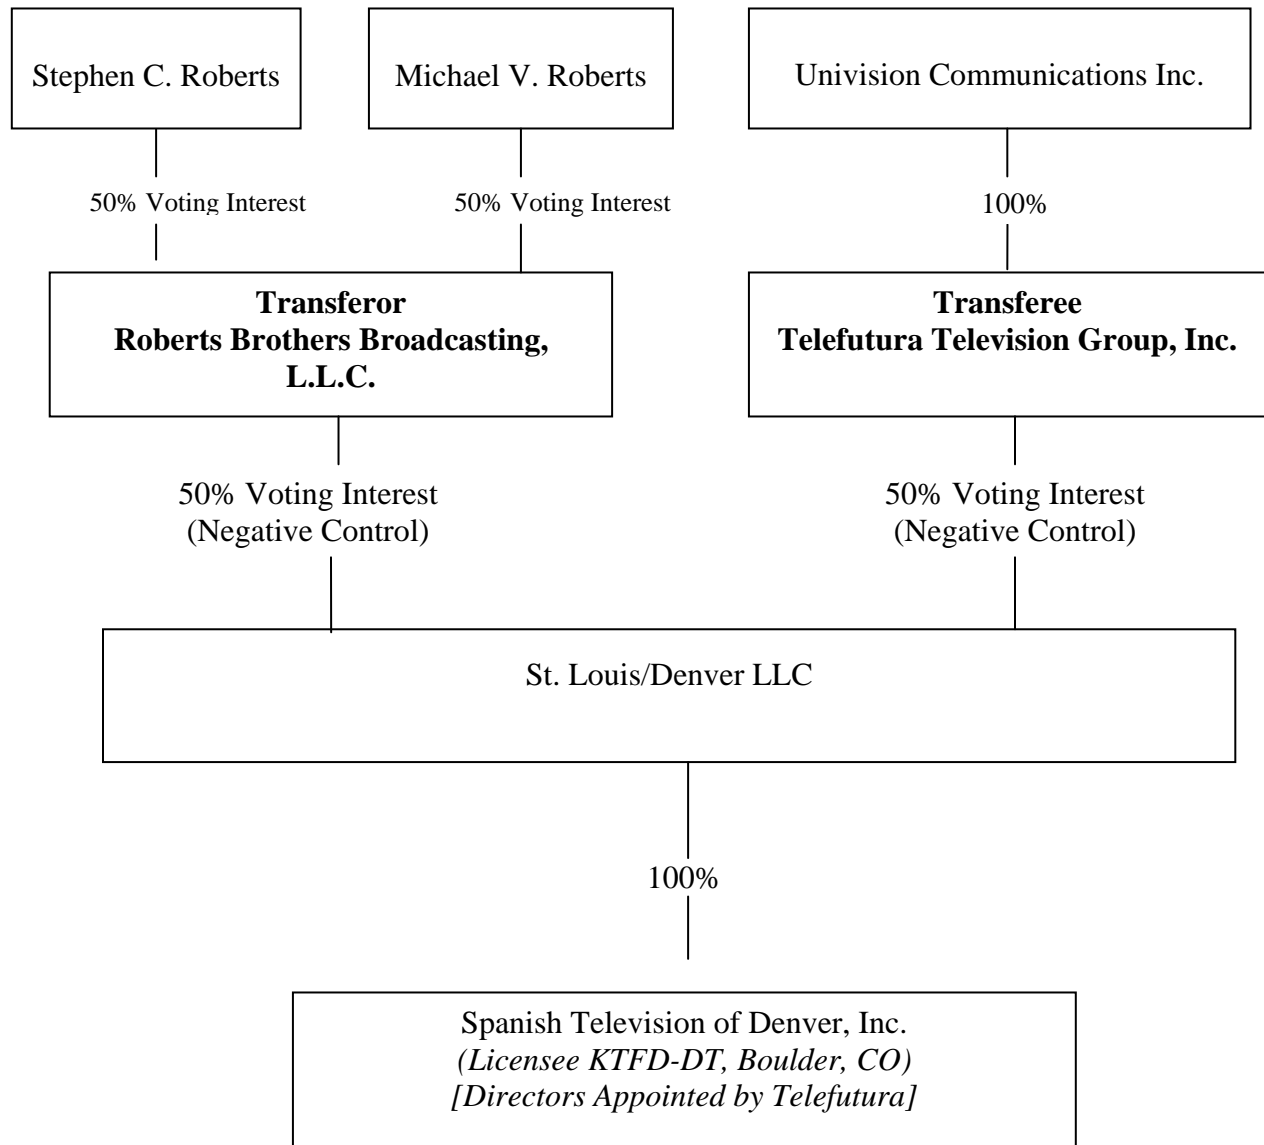 Stephen C. Roberts
Michael V. Roberts
Univision Communications Inc.
50% Voting Interest
50% Voting Interest
100%
Transferor
Roberts Brothers Broadcasting,
L.L.C.
Transferee
Telefutura Television Group, Inc.
50% Voting Interest
(Negative Control)
50% Voting Interest
(Negative Control)
St. Louis/Denver LLC
100%
Spanish Television of Denver, Inc.
(Licensee KTFD-DT, Boulder, CO)
[Directors Appointed by Telefutura]